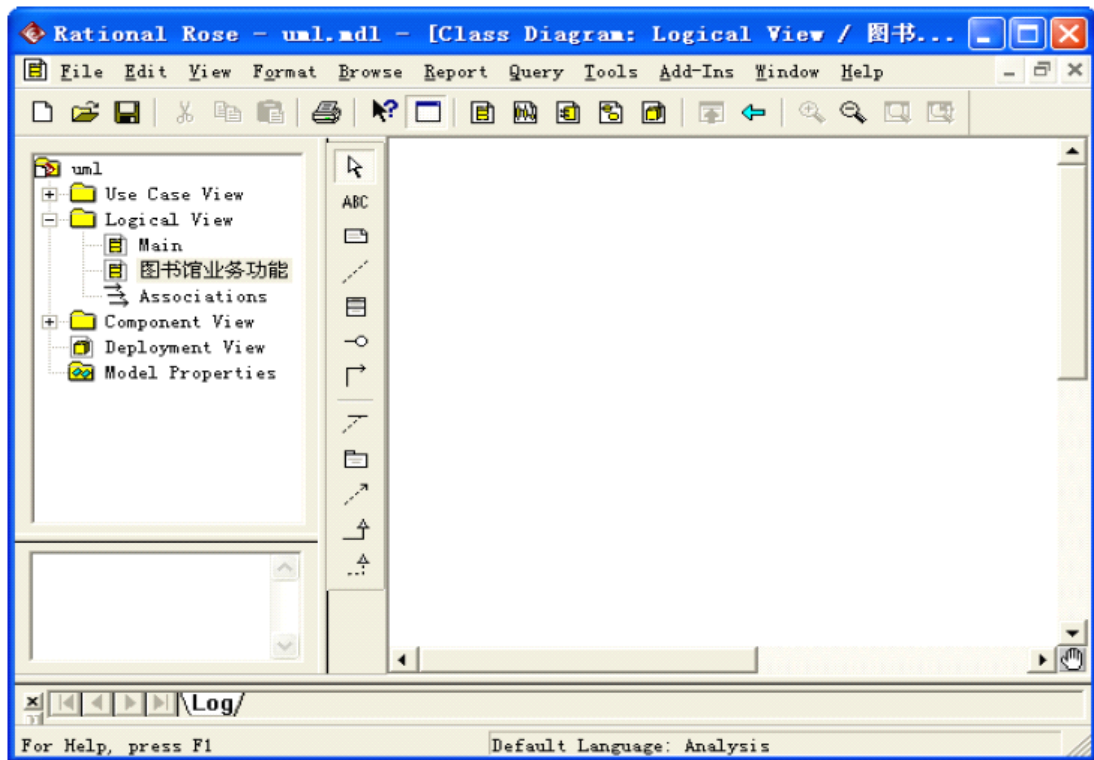 Rational Rose - uml.mdl - [Class Diagram: Logical View / 图书...
File Edit View Format Browse Report Query Tools Add-Ins Window Help
uml
Use Case View
Logical View
Main
图书馆业务功能
Associations
Component View
Deployment View
Model Properties
ABC
Log
For Help, press F1
Default Language: Analysis